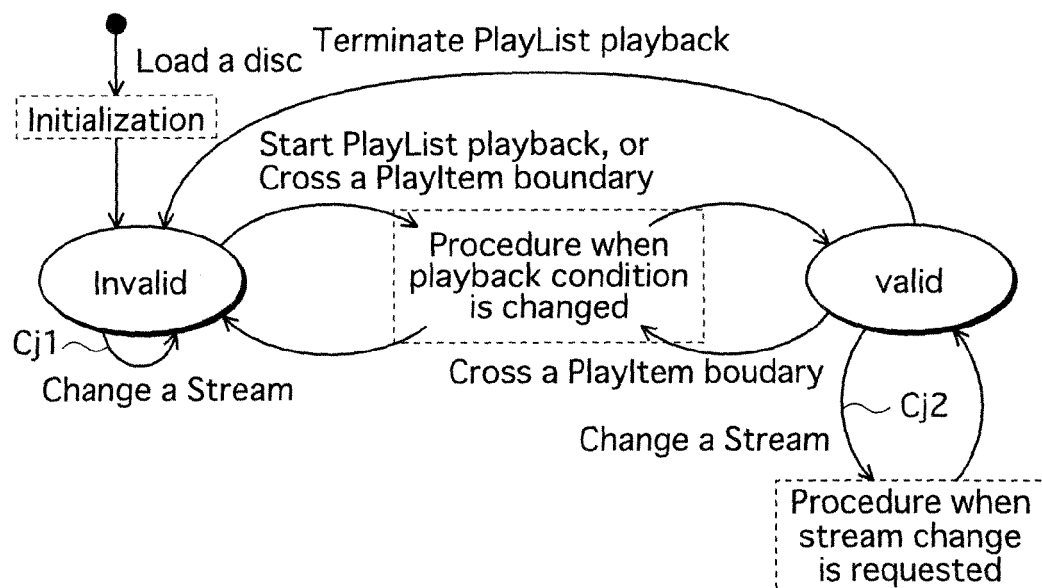 Terminate PlayList playback
Load a disc
Initialization
Start PlayList playback, or
Cross a PlayItem boundary
Procedure when
playback condition
is changed
Invalid
valid
Cj1
Change a Stream
Cross a PlayItem boudary
Cj2
Change a Stream
Procedure when
stream change
is requested